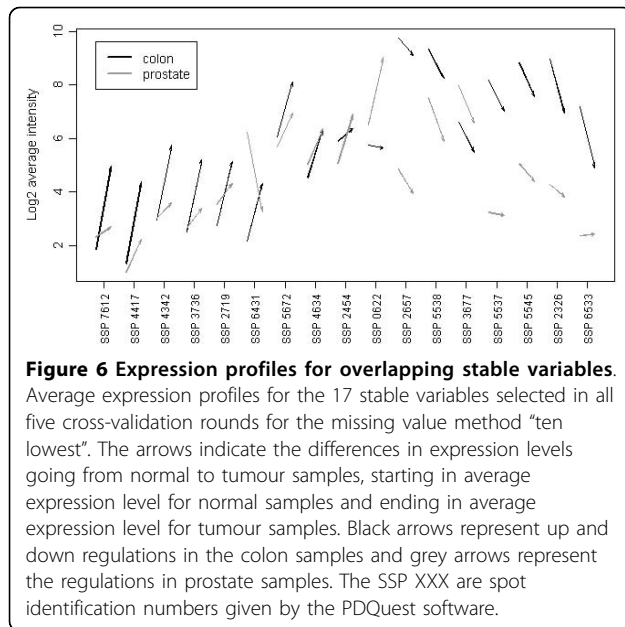 10
8
6
4
2
Log2 average intensity
colon
prostate
SSP 7612
SSP 4417
SSP 4342
SSP 3736
SSP 2719
SSP 6431
SSP 5672
SSP 4634
SSP 2454
SSP 0622
SSP 2657
SSP 5538
SSP 3677
SSP 5537
SSP 5545
SSP 2326
SSP 6533
Figure 6 Expression profiles for overlapping stable variables.
Average expression profiles for the 17 stable variables selected in all
five cross-validation rounds for the missing value method "ten
lowest". The arrows indicate the differences in expression levels
going from normal to tumour samples, starting in average
expression level for normal samples and ending in average
expression level for tumour samples. Black arrows represent up and
down regulations in the colon samples and grey arrows represent
the regulations in prostate samples. The SSP XXX are spot
identification numbers given by the PDQuest software.